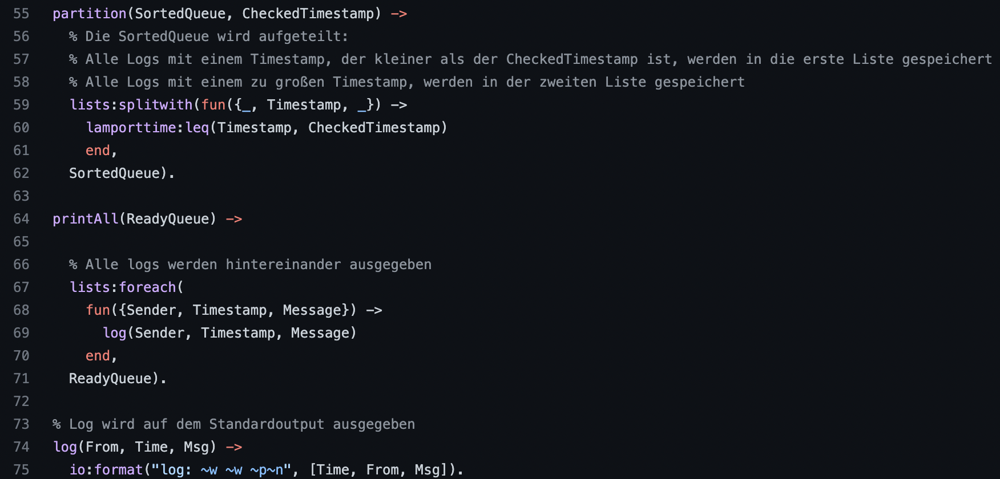 55 partition(SortedQueue, CheckedTimestamp) ->
56 % Die SortedQueue wird aufgeteilt:
57 % Alle Logs mit einem Timestamp, der kleiner als der CheckedTimestamp ist, werden in die erste Liste gespeichert
58 % Alle Logs mit einem zu großen Timestamp, werden in der zweiten Liste gespeichert
59 lists:splitwith(fun({_, Timestamp, _}) ->
60 lamporttime:leq(Timestamp, CheckedTimestamp)
61 end,
62 SortedQueue).
63
64 printAll(ReadyQueue) ->
65
66 % Alle logs werden hintereinander ausgegeben
67 lists:foreach(
68 fun({Sender, Timestamp, Message}) ->
69 log(Sender, Timestamp, Message)
70 end,
71 ReadyQueue).
72
73 % Log wird auf dem Standardoutput ausgegeben
74 log(From, Time, Msg) ->
75 io:format("log: ~w ~w ~p~n", [Time, From, Msg]).